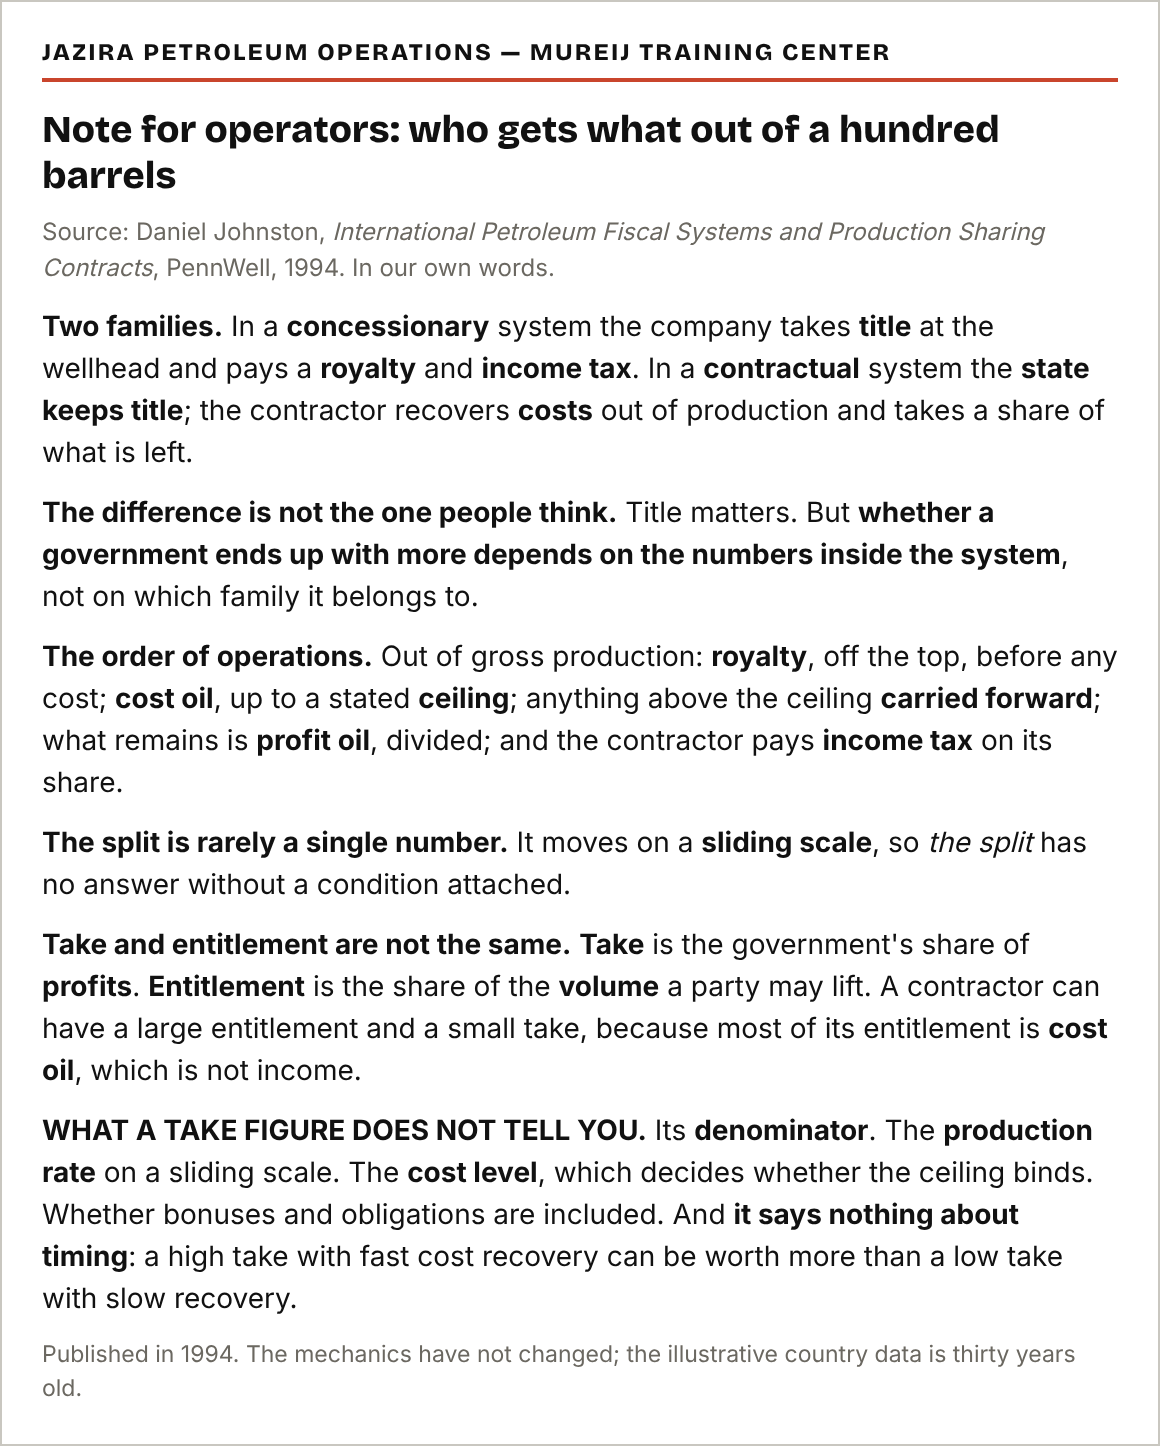 JAZIRA PETROLEUM OPERATIONS — MUREIJ TRAINING CENTER
Note for operators: who gets what out of a hundred
barrels
Source: Daniel Johnston, International Petroleum Fiscal Systems and Production Sharing
Contracts, PennWell, 1994. In our own words.
Two families. In a concessionary system the company takes title at the
wellhead and pays a royalty and income tax. In a contractual system the state
keeps title; the contractor recovers costs out of production and takes a share of
what is left.
The difference is not the one people think. Title matters. But whether a
government ends up with more depends on the numbers inside the system,
not on which family it belongs to.
The order of operations. Out of gross production: royalty, off the top, before any
cost; cost oil, up to a stated ceiling; anything above the ceiling carried forward;
what remains is profit oil, divided; and the contractor pays income tax on its
share.
The split is rarely a single number. It moves on a sliding scale, so the split has
no answer without a condition attached.
Take and entitlement are not the same. Take is the government's share of
profits. Entitlement is the share of the volume a party may lift. A contractor can
have a large entitlement and a small take, because most of its entitlement is cost
oil, which is not income.
WHAT A TAKE FIGURE DOES NOT TELL YOU. Its denominator. The production
rate on a sliding scale. The cost level, which decides whether the ceiling binds.
Whether bonuses and obligations are included. And it says nothing about
timing: a high take with fast cost recovery can be worth more than a low take
with slow recovery.
Published in 1994. The mechanics have not changed; the illustrative country data is thirty years
old.